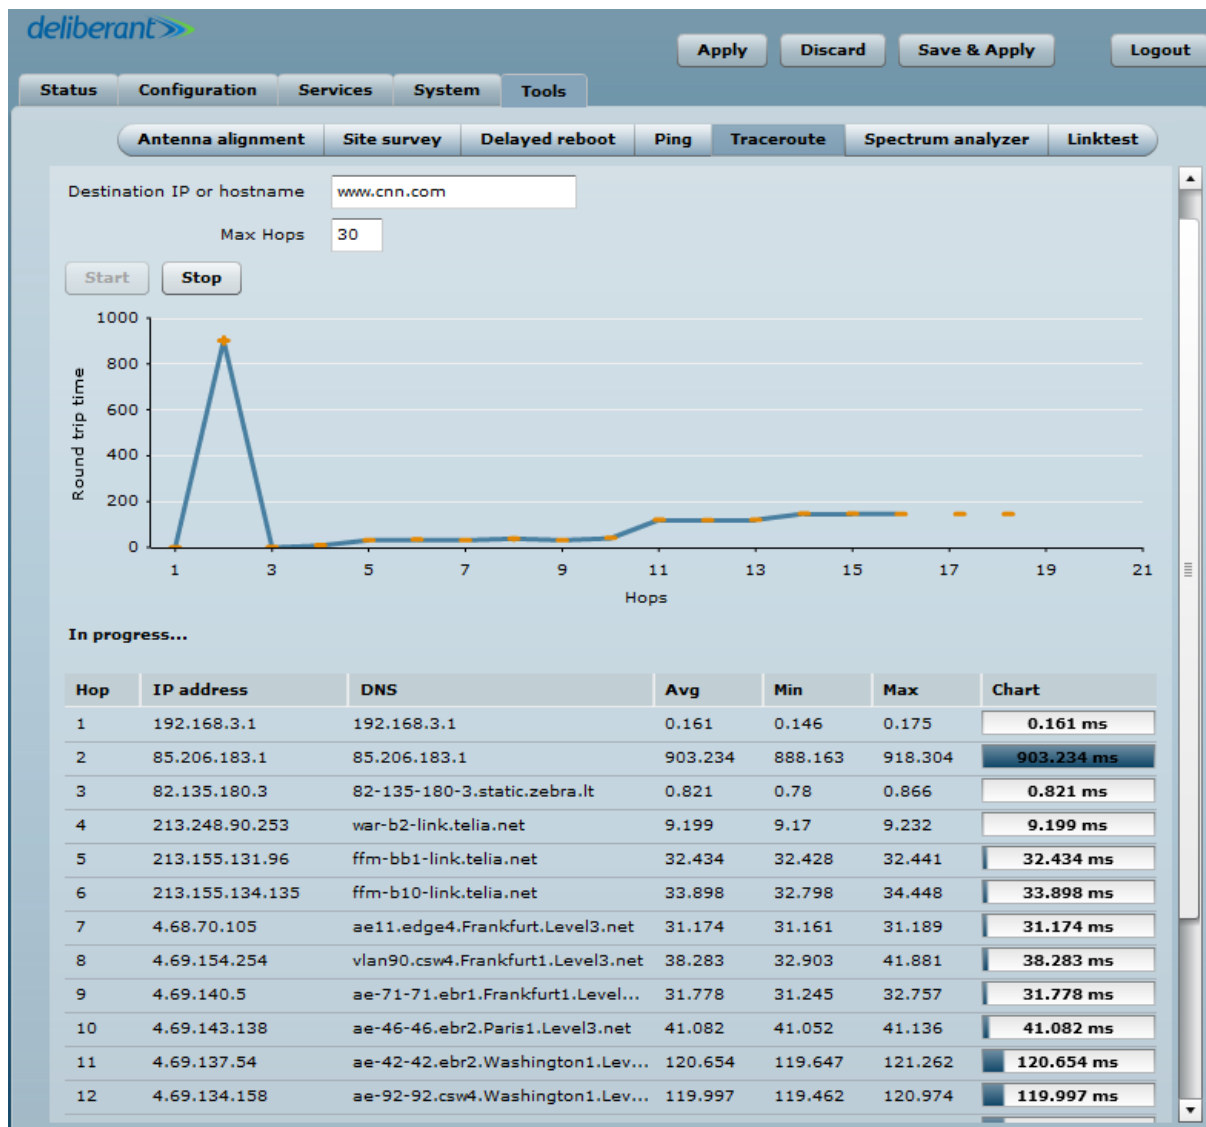 deliberant
Apply Discard Save & Apply Logout
Status Configuration Services System Tools
Antenna alignment Site survey Delayed reboot Ping Traceroute Spectrum analyzer Linktest
Destination IP or hostname www.cnn.com
Max Hops 30
Start Stop
1000
800
600
400
200
0
Round trip time
1 3 5 7 9 11 13 15 17 19 21
Hops
In progress...
Hop IP address DNS Avg Min Max Chart
1 192.168.3.1 192.168.3.1 0.161 0.146 0.175 0.161 ms
2 85.206.183.1 85.206.183.1 903.234 888.163 918.304 903.234 ms
3 82.135.180.3 82-135-180-3.static.zebra.lt 0.821 0.78 0.866 0.821 ms
4 213.248.90.253 war-b2-link.telia.net 9.199 9.17 9.232 9.199 ms
5 213.155.131.96 ffm-bb1-link.telia.net 32.434 32.428 32.441 32.434 ms
6 213.155.134.135 ffm-b10-link.telia.net 33.898 32.798 34.448 33.898 ms
7 4.68.70.105 ae11.edge4.Frankfurt.Level3.net 31.174 31.161 31.189 31.174 ms
8 4.69.154.254 vlan90.csw4.Frankfurt1.Level3.net 38.283 32.903 41.881 38.283 ms
9 4.69.140.5 ae-71-71.ebr1.Frankfurt1.Level... 31.778 31.245 32.757 31.778 ms
10 4.69.143.138 ae-46-46.ebr2.Paris1.Level3.net 41.082 41.052 41.136 41.082 ms
11 4.69.137.54 ae-42-42.ebr2.Washington1.Lev... 120.654 119.647 121.262 120.654 ms
12 4.69.134.158 ae-92-92.csw4.Washington1.Lev... 119.997 119.462 120.974 119.997 ms